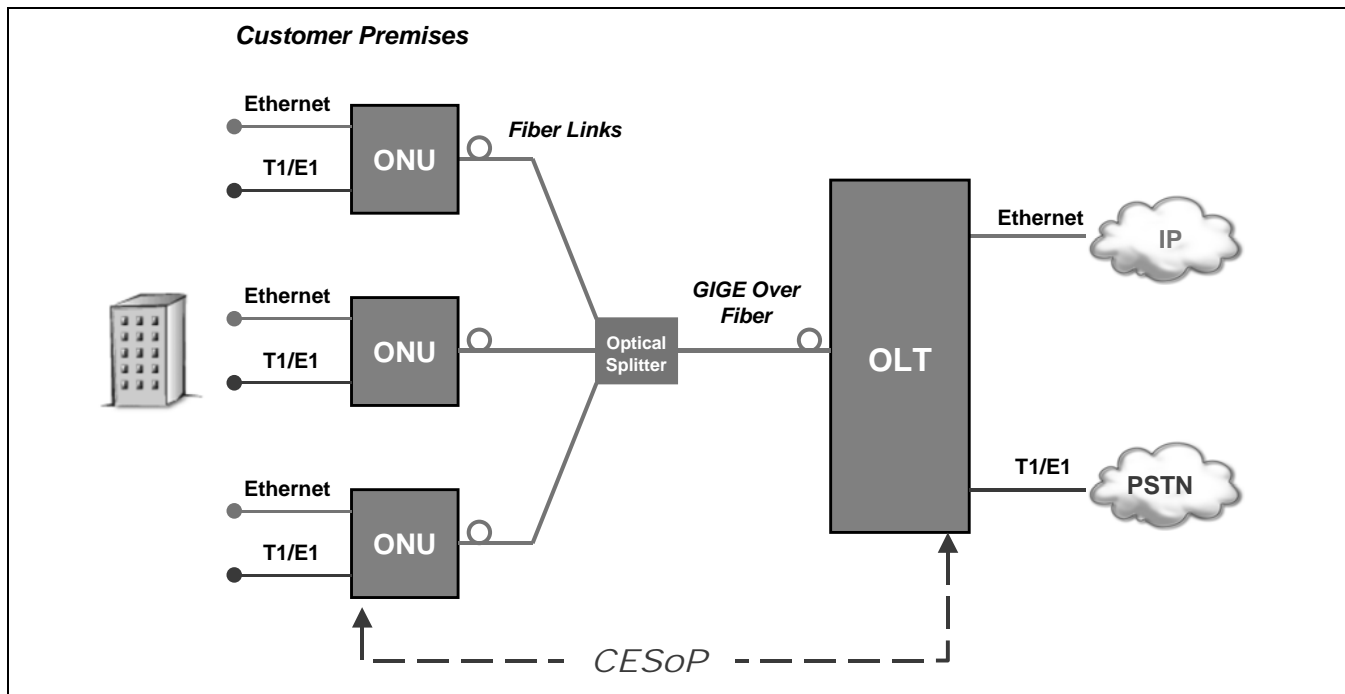 Customer Premises
Ethernet
T1/E1
ONU
Fiber Links
Ethernet
T1/E1
ONU
Optical
Splitter
GIGE Over
Fiber
OLT
Ethernet
IP
T1/E1
PSTN
Ethernet
T1/E1
ONU
CESoP